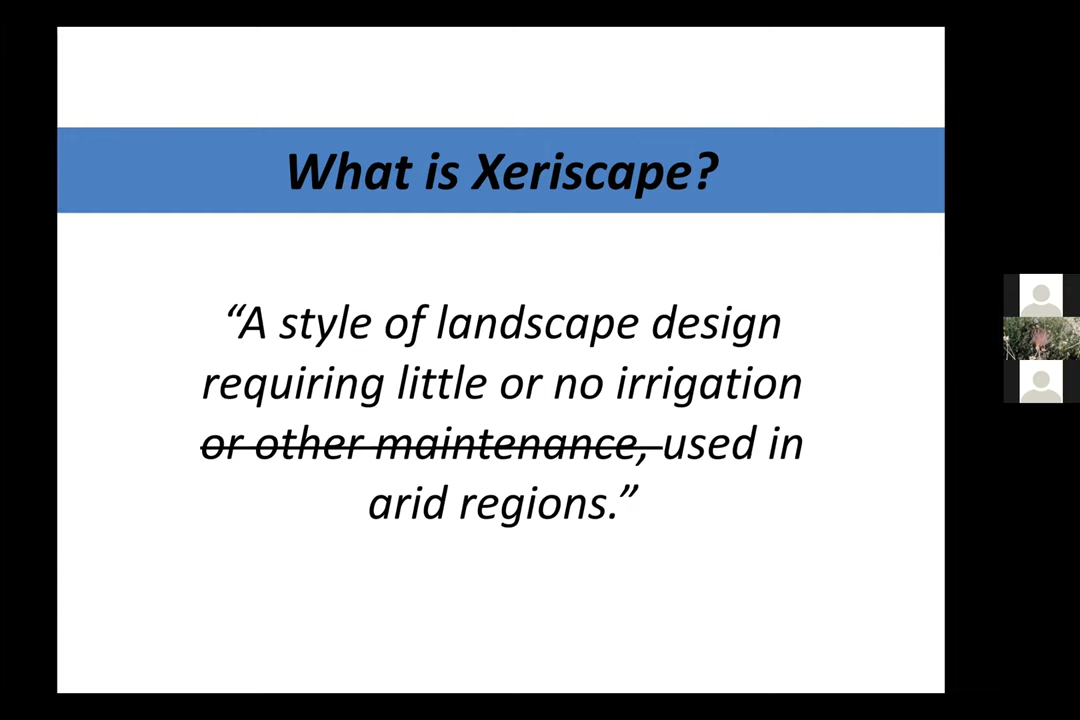 What is Xeriscape?
“A style of landscape design
requiring little or no irrigation
or other maintenance, used in
arid regions.”